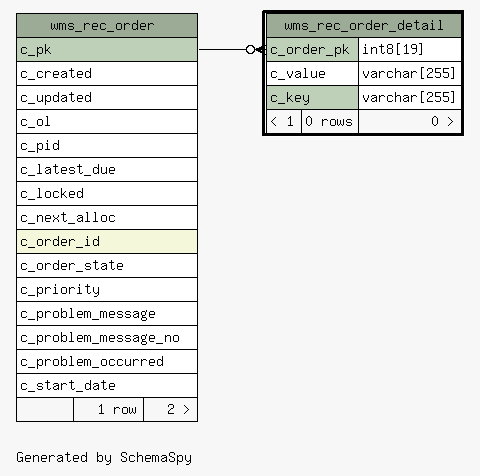 wms_rec_order
c_pk
c_created
c_updated
c_ol
c_pid
c_latest_due
c_locked
c_next_alloc
c_order_id
c_order_state
c_priority
c_problem_message
c_problem_message_no
c_problem_occurred
c_start_date
1 row 2 >
wms_rec_order_detail
c_order_pk int8[19]
c_value varchar[255]
c_key varchar[255]
< 1 0 rows 0 >
Generated by SchemaSpy